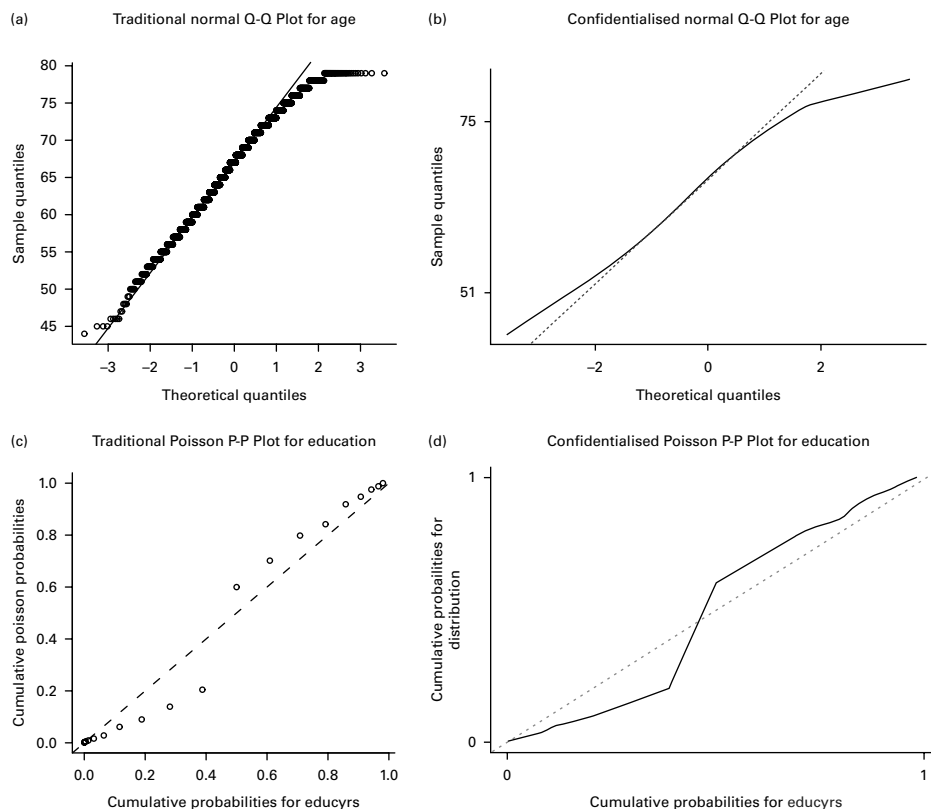 (a) Traditional normal Q-Q Plot for age
80
75
70
65
60
55
50
45
Sample quantiles
−3 −2 −1 0 1 2 3
Theoretical quantiles
(b) Confidentialised normal Q-Q Plot for age
75
51
Sample quantiles
−2 0 2
Theoretical quantiles
(c) Traditional Poisson P-P Plot for education
1.0
0.8
0.6
0.4
0.2
0.0
Cumulative poisson probabilities
0.0 0.2 0.4 0.6 0.8 1.0
Cumulative probabilities for educyrs
(d) Confidentialised Poisson P-P Plot for education
1
0
Cumulative probailities for
distribution
0 1
Cumulative probabilities for educyrs